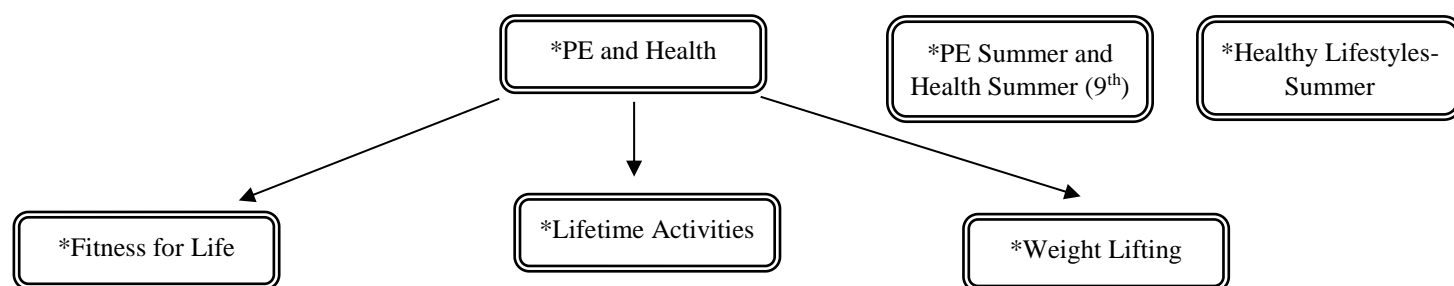 *PE and Health
*PE Summer and
Health Summer (9th)
*Healthy Lifestyles-
Summer
*Fitness for Life
*Lifetime Activities
*Weight Lifting